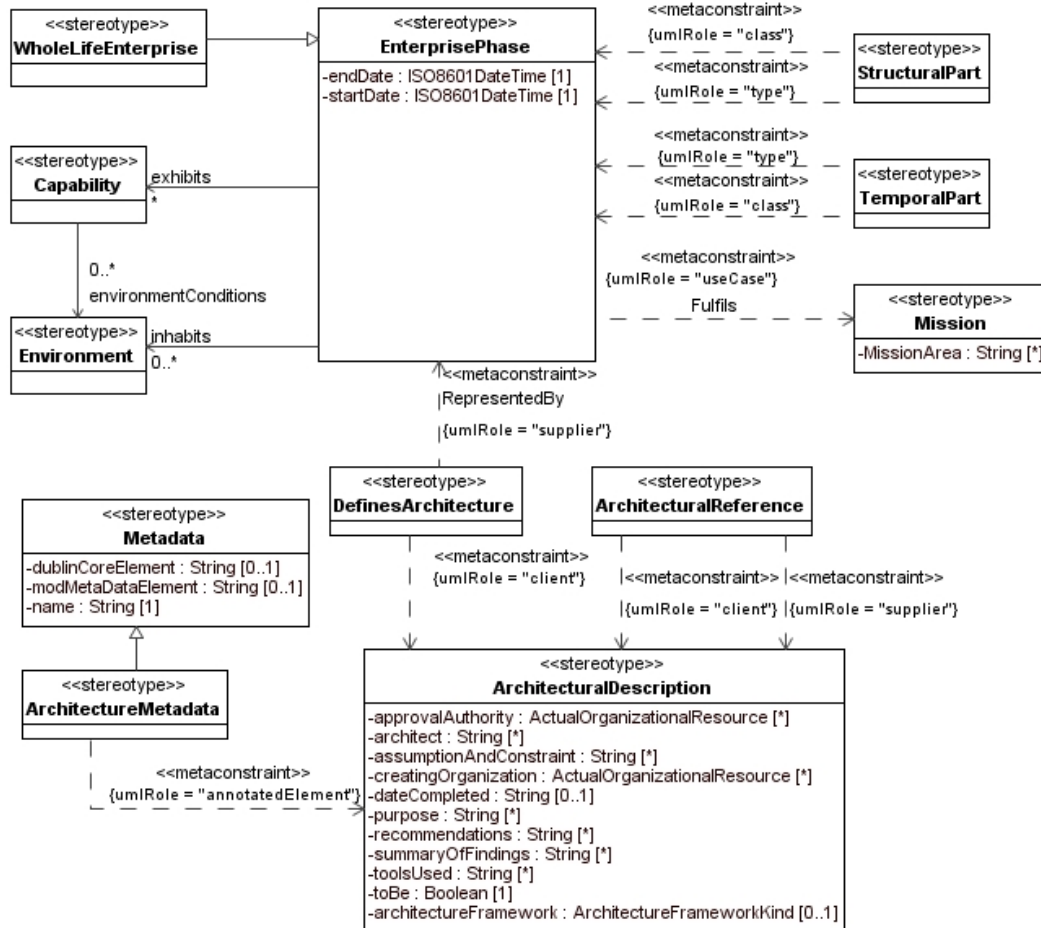 <<stereotype>>
WholeLifeEnterprise
<<stereotype>>
EnterprisePhase
-endDate : ISO8601DateTime [1]
-startDate : ISO8601DateTime [1]
<<metaconstraint>>
{umlRole = "class"}
<<metaconstraint>>
{umlRole = "type"}
<<stereotype>>
StructuralPart
<<metaconstraint>>
{umlRole = "type"}
<<metaconstraint>>
{umlRole = "class"}
<<stereotype>>
TemporalPart
<<stereotype>>
Capability
exhibits
*
0..*
environmentConditions
<<stereotype>>
Environment
inhabits
0..*
<<metaconstraint>>
{umlRole = "useCase"}
Fulfils
<<stereotype>>
Mission
-MissionArea : String [*]
<<metaconstraint>>
RepresentedBy
{umlRole = "supplier"}
<<stereotype>>
DefinesArchitecture
<<stereotype>>
ArchitecturalReference
<<stereotype>>
Metadata
-dublinCoreElement : String [0..1]
-modMetaDataElement : String [0..1]
-name : String [1]
<<metaconstraint>>
{umlRole = "client"}
<<metaconstraint>>
{umlRole = "client"}
<<metaconstraint>>
{umlRole = "supplier"}
<<stereotype>>
ArchitectureMetadata
<<metaconstraint>>
{umlRole = "annotatedElement"}
<<stereotype>>
ArchitecturalDescription
-approvalAuthority : ActualOrganizationalResource [*]
-architect : String [*]
-assumptionAndConstraint : String [*]
-creatingOrganization : ActualOrganizationalResource [*]
-dateCompleted : String [0..1]
-purpose : String [*]
-recommendations : String [*]
-summaryOfFindings : String [*]
-toolsUsed : String [*]
-toBe : Boolean [1]
-architectureFramework : ArchitectureFrameworkKind [0..1]